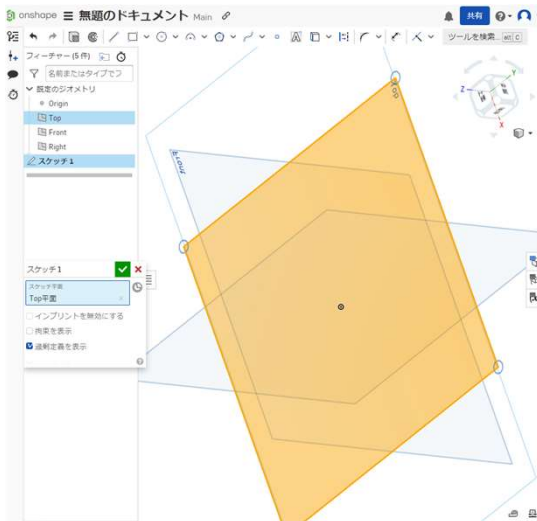 onshape 無題のドキュメント Main
共有
ツールを検索... alt C
フィーチャー (5 件)
名前またはタイプでフ
既定のジオメトリ
Origin
Top
Front
Right
スケッチ 1
スケッチ 1
スケッチ平面
Top平面
インプリントを無効にする
拘束を表示
過剰定義を表示
Top
Front
Z
Y
X